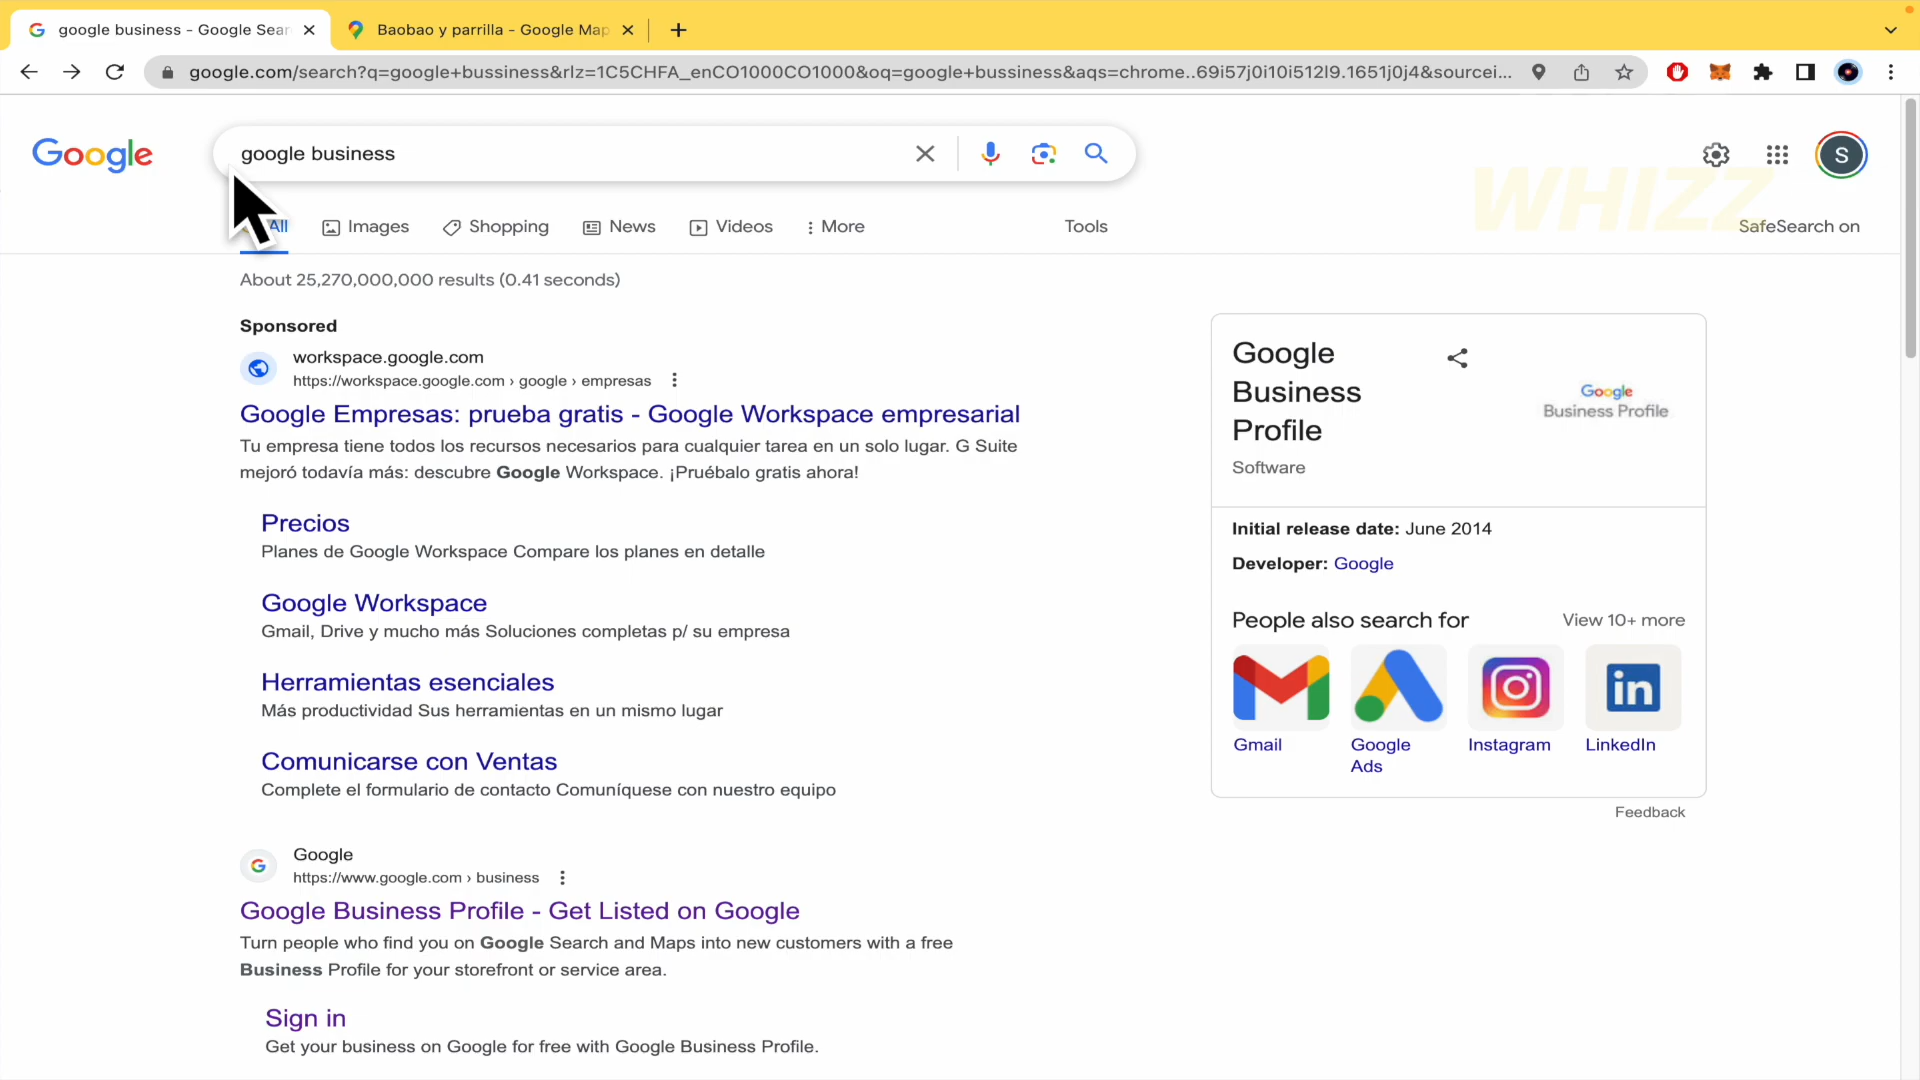 google business - Google Sear
Baobao y parrilla - Google Map
google.com/search?q=google+bussiness&rlz=1C5CHFA_enCO1000CO1000&oq=google+bussiness&aqs=chrome..69i57j0i10i512l9.1651j0j4&sourcei...
Google
google business
S
WHIZZ
All
Images
Shopping
News
Videos
More
Tools
SafeSearch on
About 25,270,000,000 results (0.41 seconds)
Sponsored
workspace.google.com
https://workspace.google.com › google › empresas
Google Empresas: prueba gratis - Google Workspace empresarial
Tu empresa tiene todos los recursos necesarios para cualquier tarea en un solo lugar. G Suite
mejoró todavía más: descubre Google Workspace. ¡Pruébalo gratis ahora!
Precios
Planes de Google Workspace Compare los planes en detalle
Google Workspace
Gmail, Drive y mucho más Soluciones completas p/ su empresa
Herramientas esenciales
Más productividad Sus herramientas en un mismo lugar
Comunicarse con Ventas
Complete el formulario de contacto Comuníquese con nuestro equipo
Google
https://www.google.com › business
Google Business Profile - Get Listed on Google
Turn people who find you on Google Search and Maps into new customers with a free
Business Profile for your storefront or service area.
Sign in
Get your business on Google for free with Google Business Profile.
Google
Business
Profile
Software
Google
Business Profile
Initial release date: June 2014
Developer: Google
People also search for
View 10+ more
in
Gmail
Google
Ads
Instagram
LinkedIn
Feedback